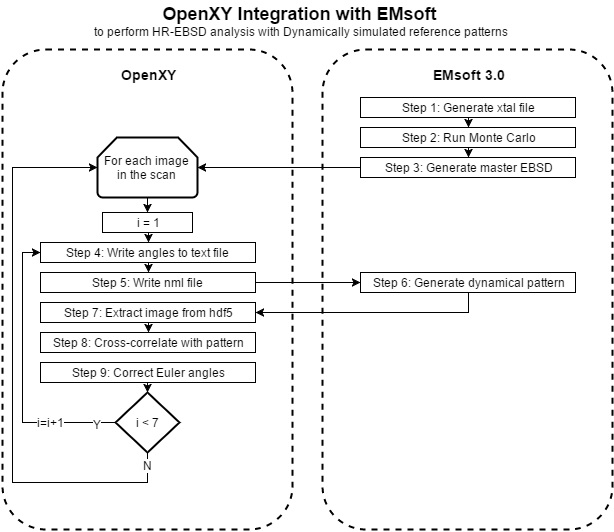 OpenXY Integration with EMsoft
to perform HR-EBSD analysis with Dynamically simulated reference patterns
OpenXY
EMsoft 3.0
Step 1: Generate xtal file
Step 2: Run Monte Carlo
Step 3: Generate master EBSD
For each image
in the scan
i = 1
Step 4: Write angles to text file
Step 5: Write nml file
Step 6: Generate dynamical pattern
Step 7: Extract image from hdf5
Step 8: Cross-correlate with pattern
Step 9: Correct Euler angles
i=i+1
Y
i < 7
N